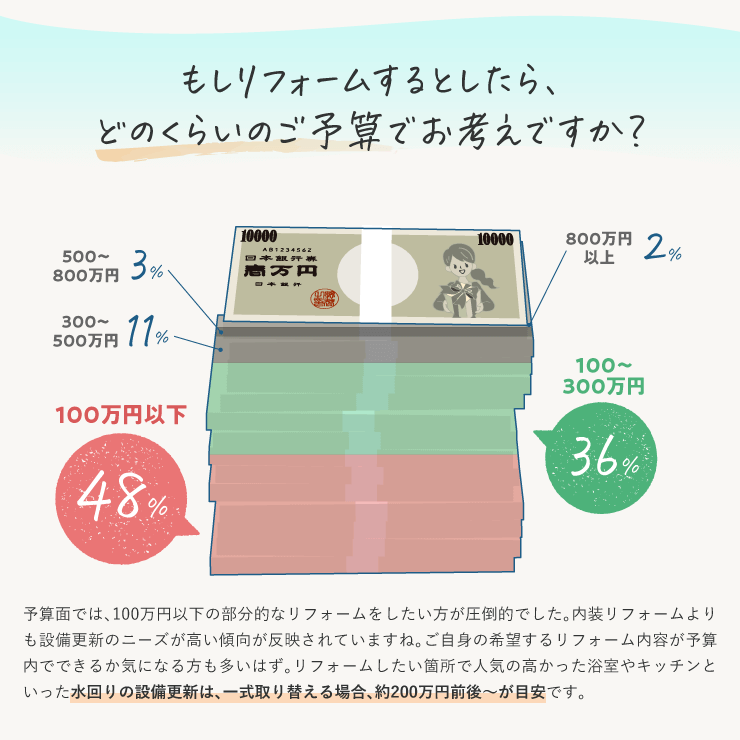 もしリフォームするとしたら、
どのくらいのご予算でお考えですか？
10000
10000
AB1234562
日本銀行券
壱万円
日本銀行
500〜
800万円
3%
800万円
以上
2%
300〜
500万円
11%
100〜
300万円
36%
100万円以下
48%
予算面では、100万円以下の部分的なリフォームをしたい方が圧倒的でした。内装リフォームより
も設備更新のニーズが高い傾向が反映されていますね。ご自身の希望するリフォーム内容が予算
内でできるか気になる方も多いはず。リフォームしたい箇所で人気の高かった浴室やキッチンと
いった水回りの設備更新は、一式取り替える場合、約200万円前後〜が目安です。